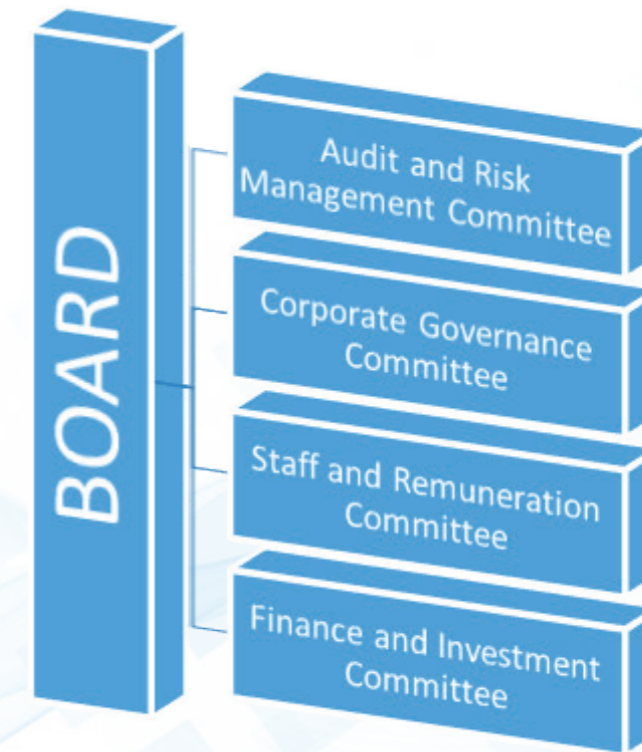 BOARD
Audit and Risk
Management Committee
Corporate Governance
Committee
Staff and Remuneration
Committee
Finance and Investment
Committee